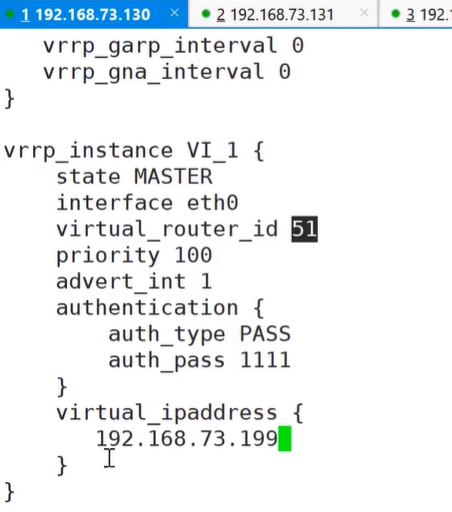 1 192.168.73.130 × 2 192.168.73.131 × 3 192.1
vrrp_garp_interval 0
vrrp_gna_interval 0
}
vrrp_instance VI_1 {
state MASTER
interface eth0
virtual_router_id 51
priority 100
advert_int 1
authentication {
auth_type PASS
auth_pass 1111
}
virtual_ipaddress {
192.168.73.199
}
}